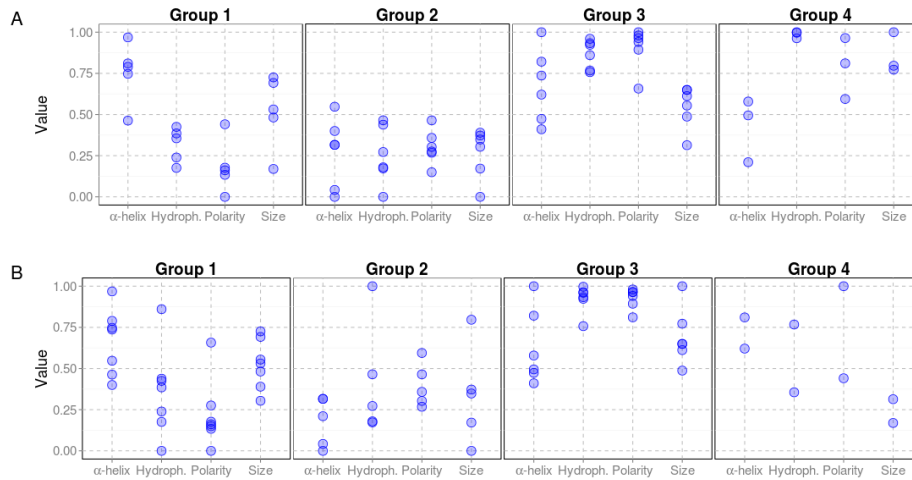 A
Group 1
Group 2
Group 3
Group 4
Value
1.00
0.75
0.50
0.25
0.00
α-helix Hydroph. Polarity Size
α-helix Hydroph. Polarity Size
α-helix Hydroph. Polarity Size
α-helix Hydroph. Polarity Size
B
Group 1
Group 2
Group 3
Group 4
Value
1.00
0.75
0.50
0.25
0.00
α-helix Hydroph. Polarity Size
α-helix Hydroph. Polarity Size
α-helix Hydroph. Polarity Size
α-helix Hydroph. Polarity Size